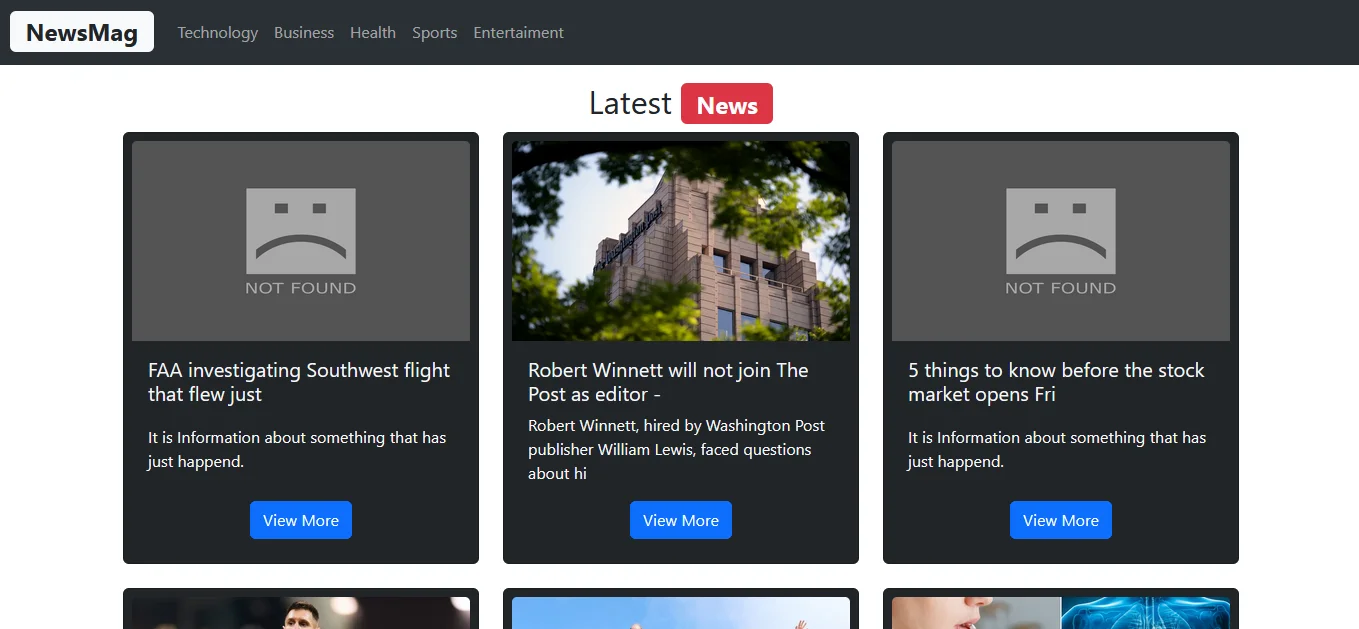 NewsMag Technology Business Health Sports Entertaiment
Latest News
NOT FOUND
FAA investigating Southwest flight
that flew just
It is Information about something that has
just happend.
View More
The Washington Post
Robert Winnett will not join The
Post as editor -
Robert Winnett, hired by Washington Post
publisher William Lewis, faced questions
about hi
View More
NOT FOUND
5 things to know before the stock
market opens Fri
It is Information about something that has
just happend.
View More